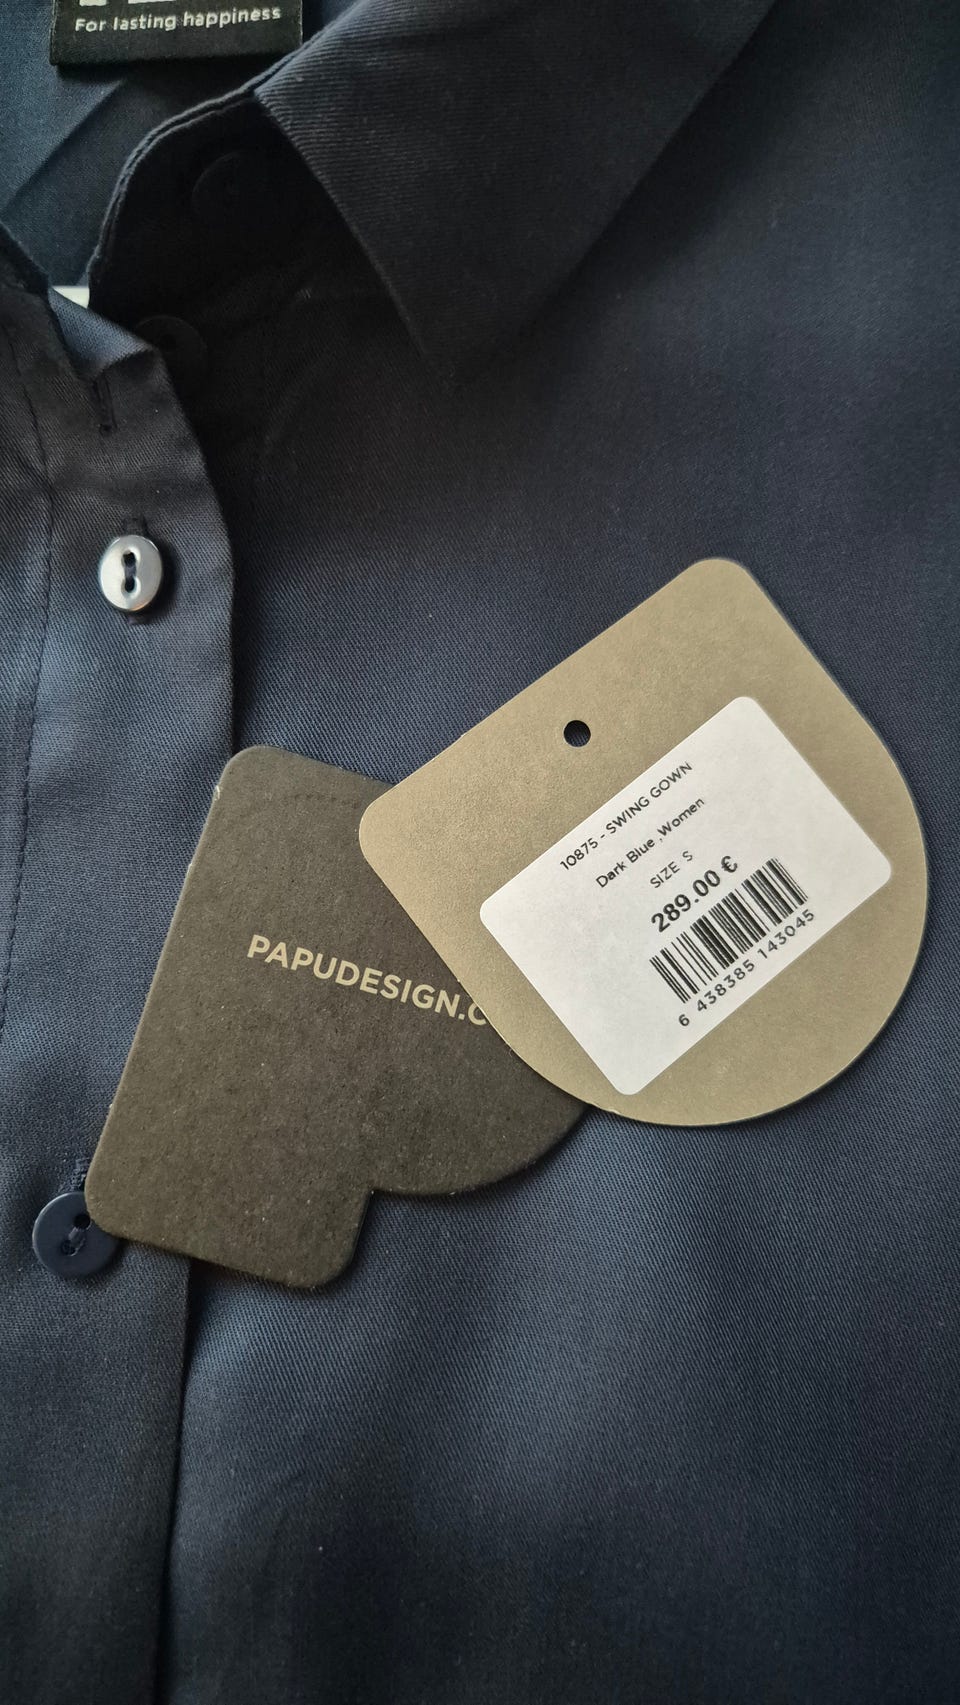 For lasting happiness
10875 - SWING GOWN
Dark Blue ,Women
SIZE S
289.00 €
6 438385 143045
PAPUDESIGN.C